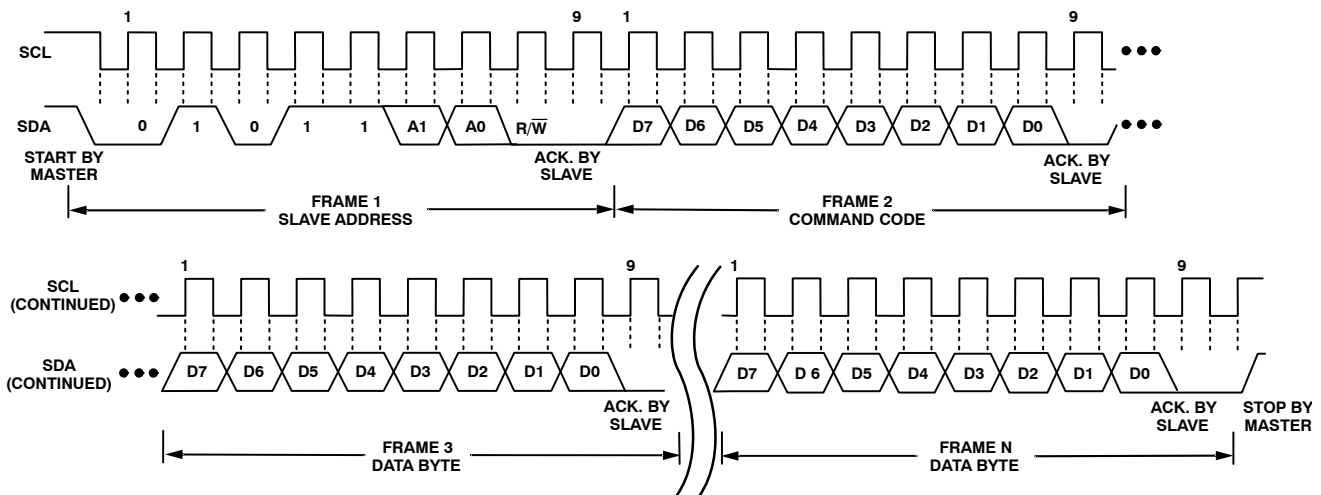 1 9 1 9
SCL
SDA 0 1 0 1 1 A1 A0 R/W̅ D7 D6 D5 D4 D3 D2 D1 D0
START BY
MASTER
ACK. BY
SLAVE
ACK. BY
SLAVE
FRAME 1
SLAVE ADDRESS
FRAME 2
COMMAND CODE
1 9 1 9
SCL
(CONTINUED)
SDA
(CONTINUED)
D7 D6 D5 D4 D3 D2 D1 D0 D7 D 6 D5 D4 D3 D2 D1 D0
ACK. BY
SLAVE
ACK. BY
SLAVE
STOP BY
MASTER
FRAME 3
DATA BYTE
FRAME N
DATA BYTE